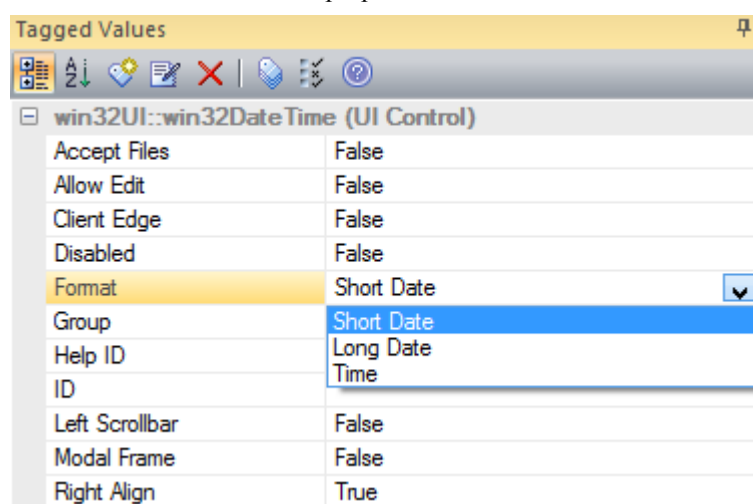 Tagged Values
win32UI::win32DateTime (UI Control)
Accept Files False
Allow Edit False
Client Edge False
Disabled False
Format Short Date
Group Short Date
Help ID Long Date
Time
ID
Left Scrollbar False
Modal Frame False
Right Align True